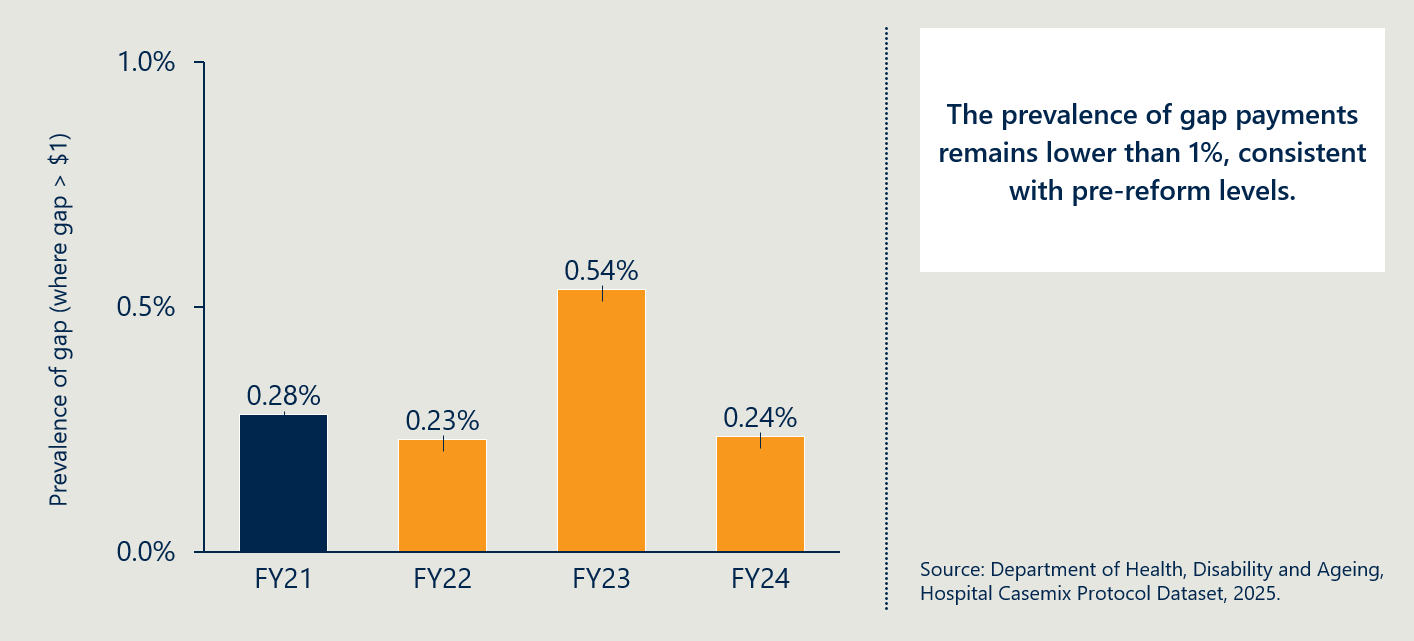 Prevalence of gap (where gap > $1)
1.0%
0.5%
0.0%
0.28%
0.23%
0.54%
0.24%
FY21
FY22
FY23
FY24
The prevalence of gap payments
remains lower than 1%, consistent
with pre-reform levels.
Source: Department of Health, Disability and Ageing,
Hospital Casemix Protocol Dataset, 2025.